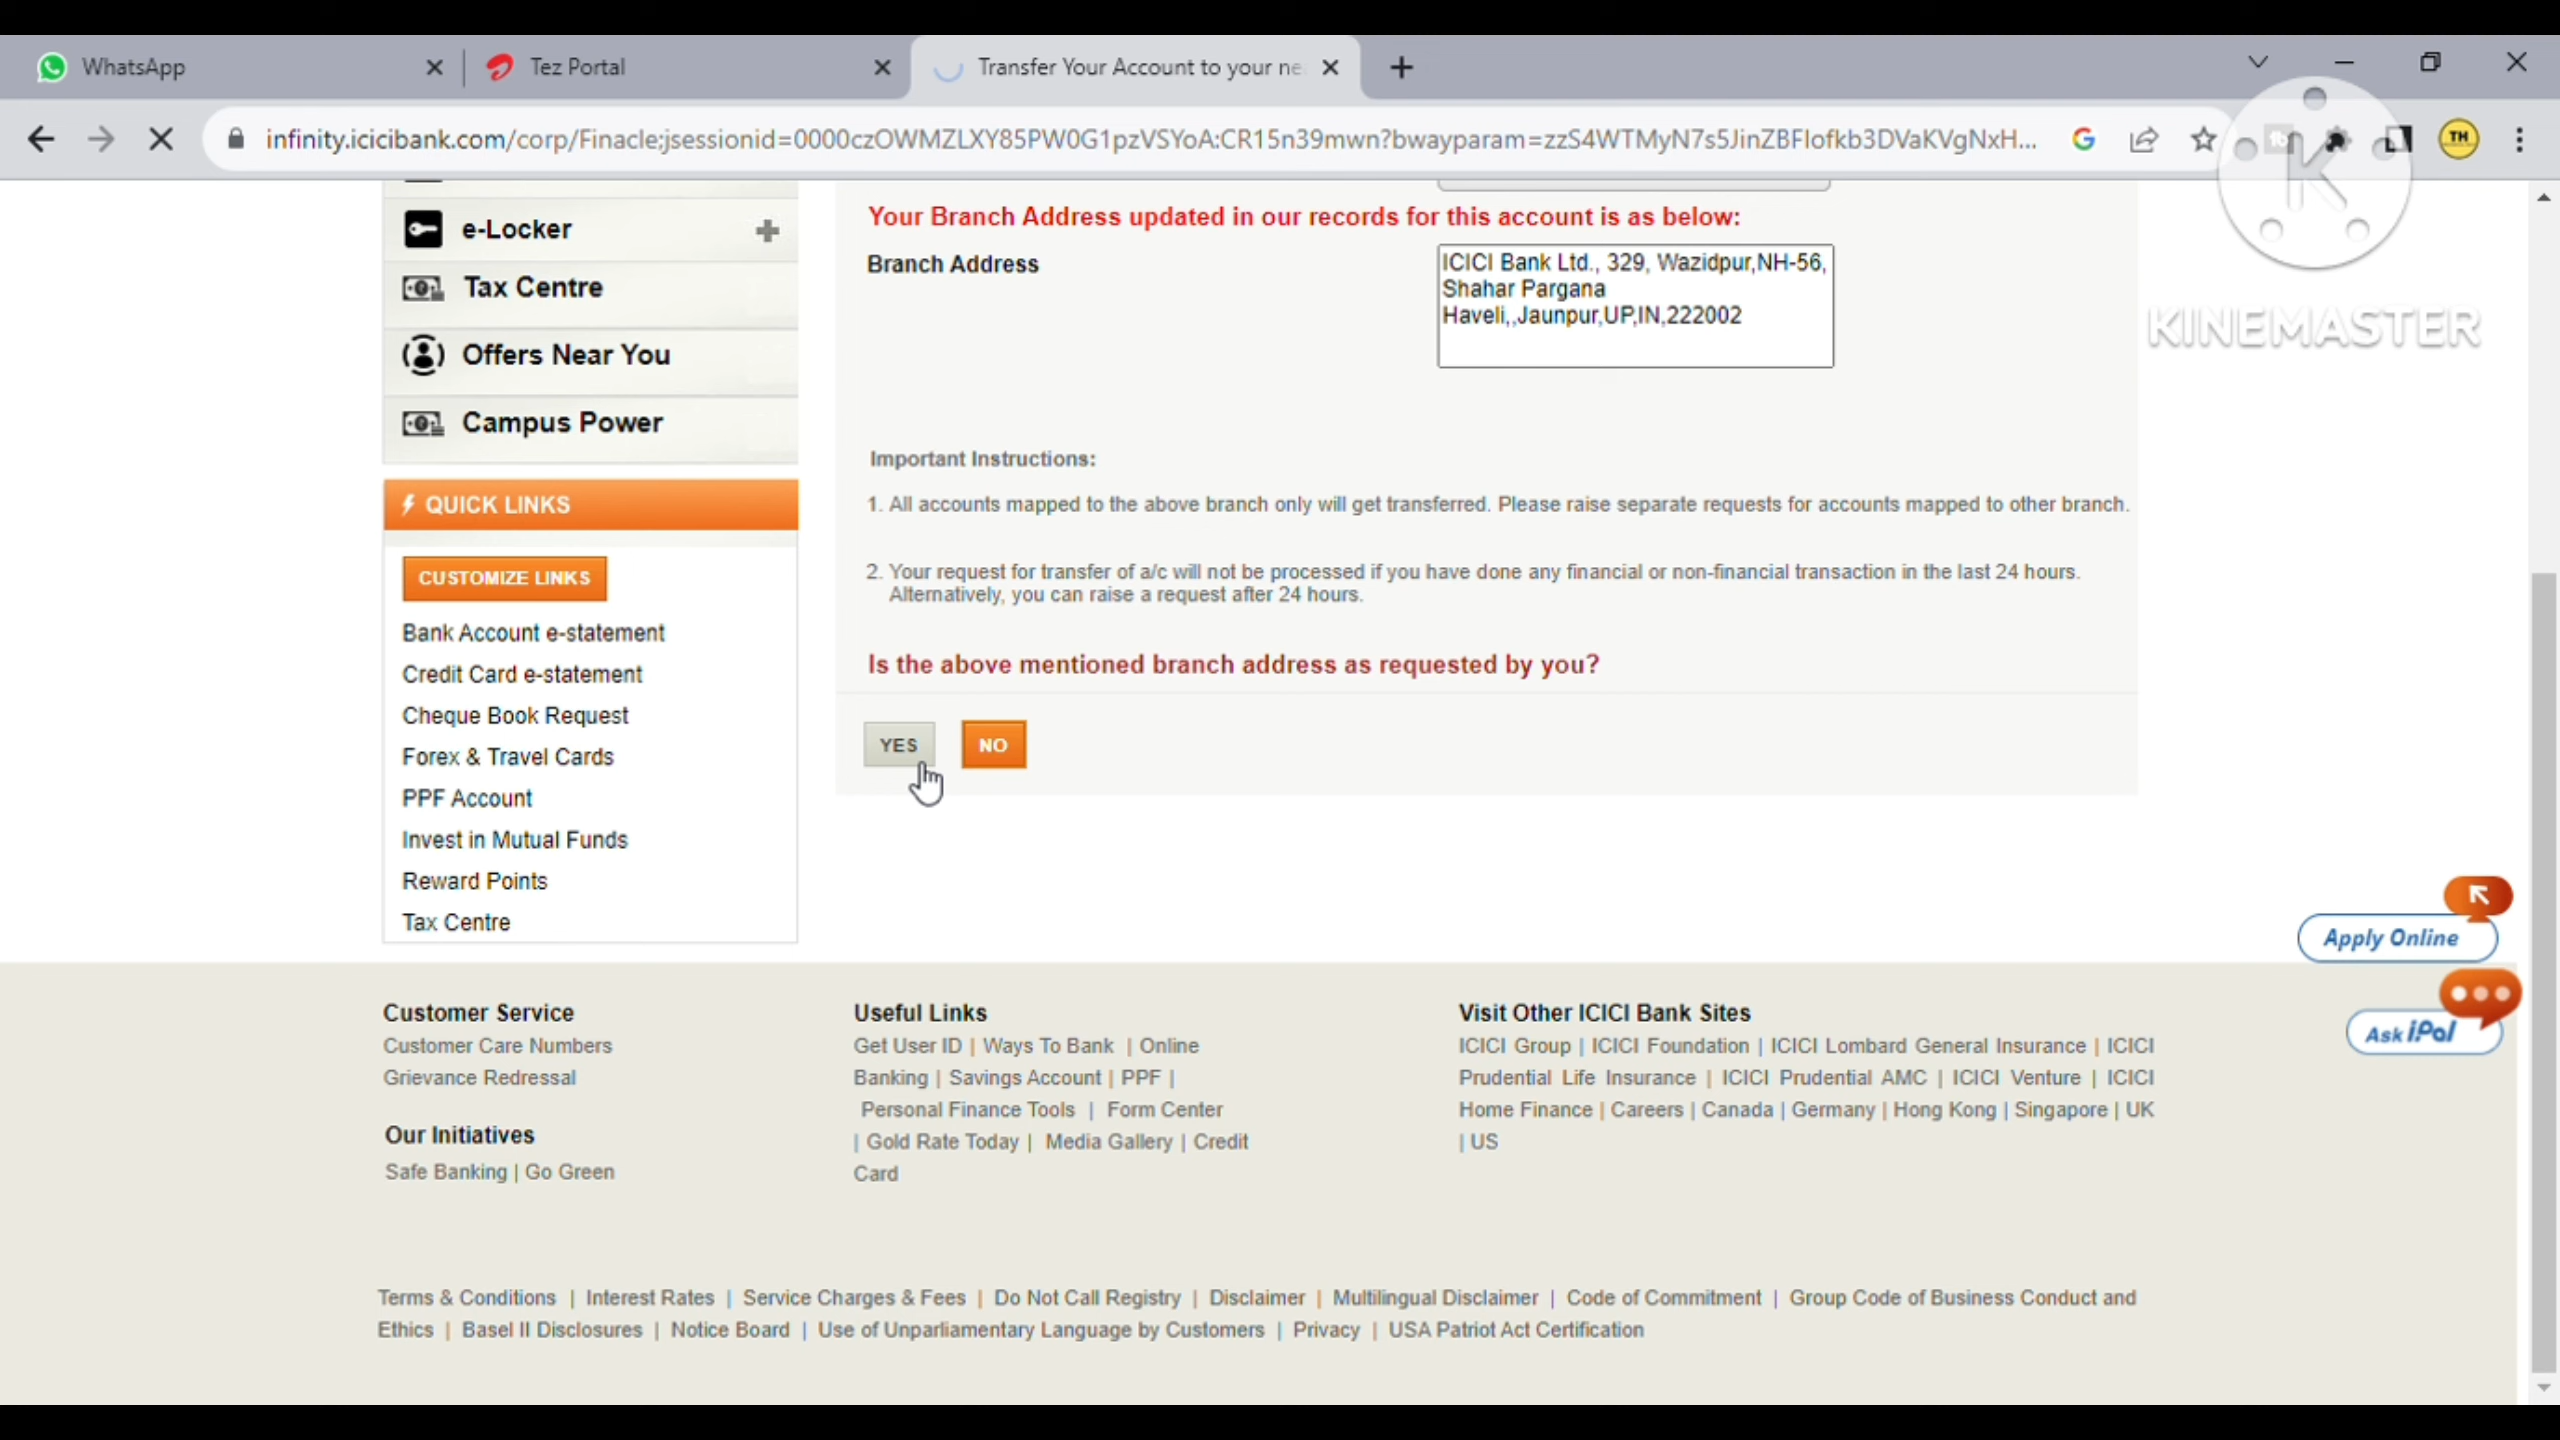 WhatsApp
Tez Portal
Transfer Your Account to your ne
infinity.icicibank.com/corp/Finacle;jsessionid=0000czOWMZLXY85PW0G1pzVSYoA:CR15n39mwn?bwayparam=zzS4WTMyN7s5JinZBFIofkb3DVaKVgNxH...
TH
K
KINEMASTER
e-Locker
Tax Centre
Offers Near You
Campus Power
QUICK LINKS
CUSTOMIZE LINKS
Bank Account e-statement
Credit Card e-statement
Cheque Book Request
Forex & Travel Cards
PPF Account
Invest in Mutual Funds
Reward Points
Tax Centre
Your Branch Address updated in our records for this account is as below:
Branch Address
ICICI Bank Ltd., 329, Wazidpur,NH-56,
Shahar Pargana
Haveli,,Jaunpur,UP,IN,222002
Important Instructions:
1. All accounts mapped to the above branch only will get transferred. Please raise separate requests for accounts mapped to other branch.
2. Your request for transfer of a/c will not be processed if you have done any financial or non-financial transaction in the last 24 hours.
Alternatively, you can raise a request after 24 hours.
Is the above mentioned branch address as requested by you?
YES
NO
Apply Online
Ask iPal
Customer Service
Customer Care Numbers
Grievance Redressal
Our Initiatives
Safe Banking | Go Green
Useful Links
Get User ID | Ways To Bank | Online
Banking | Savings Account | PPF |
Personal Finance Tools | Form Center
| Gold Rate Today | Media Gallery | Credit
Card
Visit Other ICICI Bank Sites
ICICI Group | ICICI Foundation | ICICI Lombard General Insurance | ICICI
Prudential Life Insurance | ICICI Prudential AMC | ICICI Venture | ICICI
Home Finance | Careers | Canada | Germany | Hong Kong | Singapore | UK
| US
Terms & Conditions | Interest Rates | Service Charges & Fees | Do Not Call Registry | Disclaimer | Multilingual Disclaimer | Code of Commitment | Group Code of Business Conduct and
Ethics | Basel II Disclosures | Notice Board | Use of Unparliamentary Language by Customers | Privacy | USA Patriot Act Certification